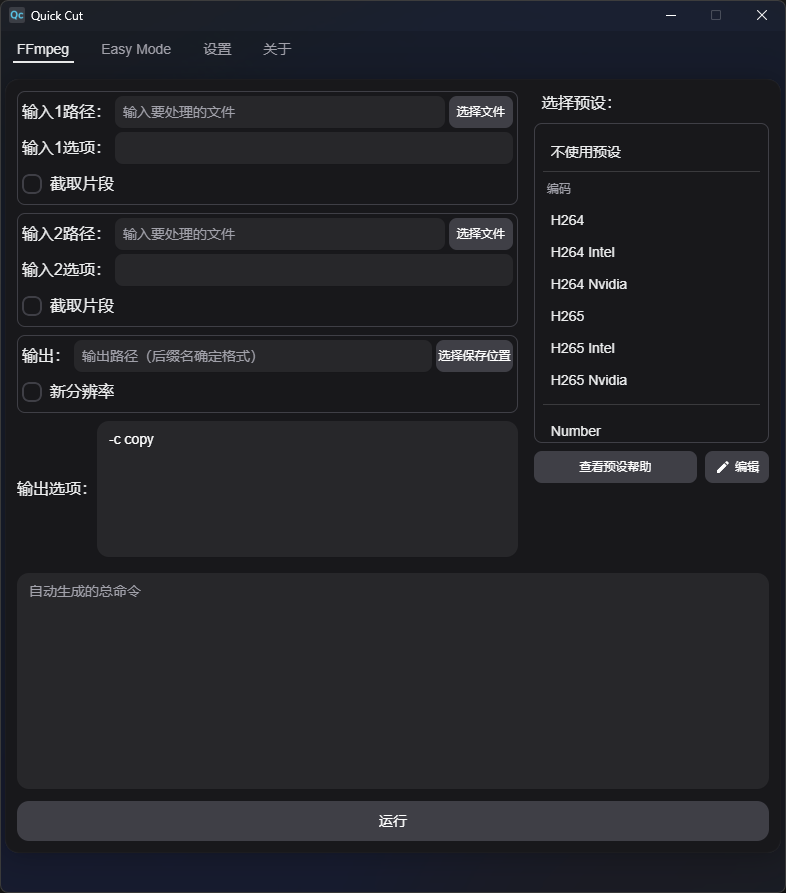 Qc Quick Cut
FFmpeg Easy Mode 设置 关于
输入1路径： 输入要处理的文件 选择文件
输入1选项：
截取片段
输入2路径： 输入要处理的文件 选择文件
输入2选项：
截取片段
输出： 输出路径（后缀名确定格式） 选择保存位置
新分辨率
输出选项： -c copy
选择预设：
不使用预设
编码
H264
H264 Intel
H264 Nvidia
H265
H265 Intel
H265 Nvidia
Number
查看预设帮助 编辑
自动生成的总命令
运行